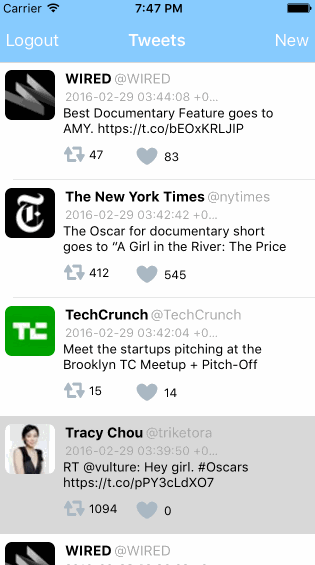 Carrier 7:47 PM
Logout Tweets New
WIRED @WIRED
2016-02-29 03:44:08 +0...
Best Documentary Feature goes to
AMY. https://t.co/bEOxKRLJlP
47 83
The New York Times @nytimes
2016-02-29 03:42:42 +0...
The Oscar for documentary short
goes to “A Girl in the River: The Price
412 545
TC
TechCrunch @TechCrunch
2016-02-29 03:42:04 +0...
Meet the startups pitching at the
Brooklyn TC Meetup + Pitch-Off
15 14
Tracy Chou @triketora
2016-02-29 03:39:50 +0...
RT @vulture: Hey girl. #Oscars
https://t.co/pPY3cLdXO7
1094 0
WIRED @WIRED